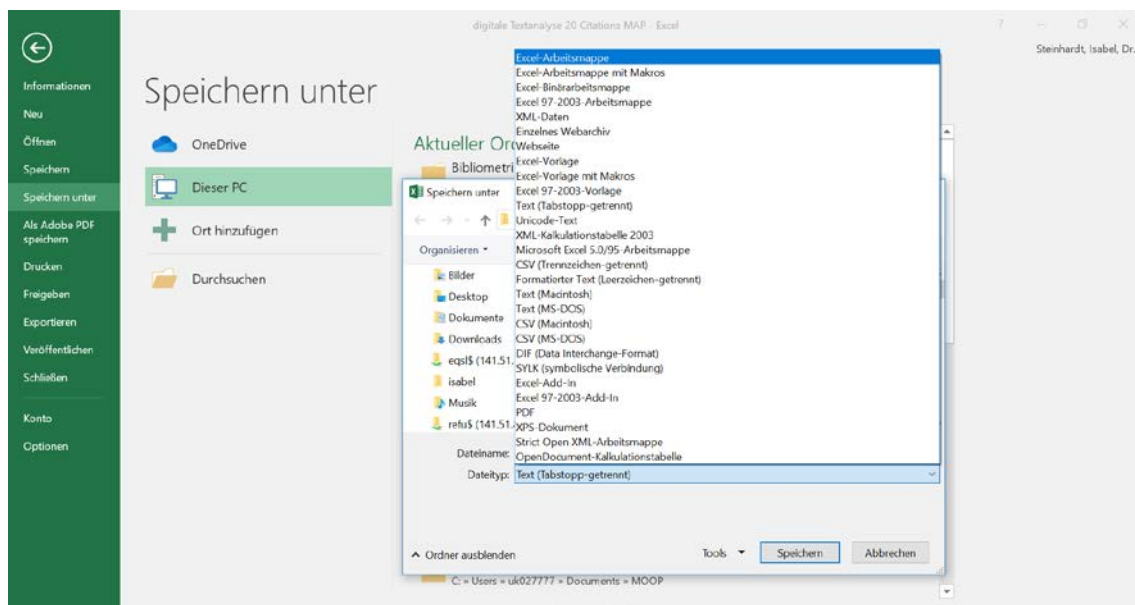 digitale Textanalyse 20 Citations MAP - Excel
?
Steinhardt, Isabel, Dr.
Informationen
Neu
Öffnen
Speichern
Speichern unter
Als Adobe PDF
speichern
Drucken
Freigeben
Exportieren
Veröffentlichen
Schließen
Konto
Optionen
Speichern unter
OneDrive
Dieser PC
Ort hinzufügen
Durchsuchen
Aktueller Or
Bibliometri
Speichern unter
Organisieren
Bilder
Desktop
Dokumente
Downloads
eqsl$ (141.51.
isabel
Musik
refu$ (141.51.
Excel-Arbeitsmappe
Excel-Arbeitsmappe mit Makros
Excel-Binärarbeitsmappe
Excel 97-2003-Arbeitsmappe
XML-Daten
Einzelnes Webarchiv
Webseite
Excel-Vorlage
Excel-Vorlage mit Makros
Excel 97-2003-Vorlage
Text (Tabstopp-getrennt)
Unicode-Text
XML-Kalkulationstabelle 2003
Microsoft Excel 5.0/95-Arbeitsmappe
CSV (Trennzeichen-getrennt)
Formatierter Text (Leerzeichen-getrennt)
Text (Macintosh)
Text (MS-DOS)
CSV (Macintosh)
CSV (MS-DOS)
DIF (Data Interchange-Format)
SYLK (symbolische Verbindung)
Excel-Add-In
Excel 97-2003-Add-In
PDF
XPS-Dokument
Strict Open XML-Arbeitsmappe
OpenDocument-Kalkulationstabelle
Dateiname:
Dateityp: Text (Tabstopp-getrennt)
Ordner ausblenden
Tools
Speichern
Abbrechen
C: » Users » uk027777 » Documents » MOOP